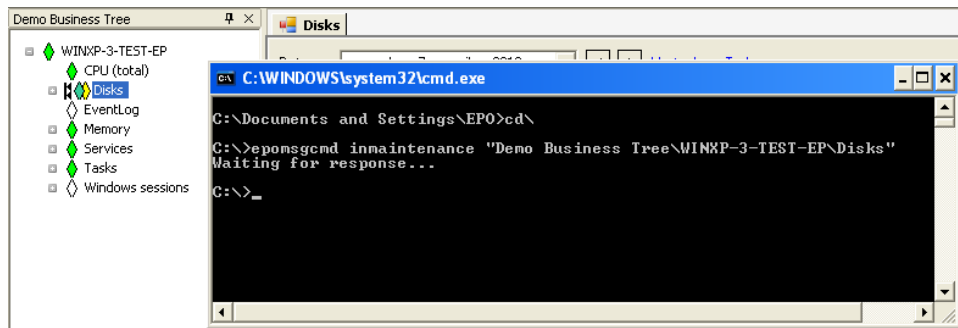 Demo Business Tree
Disks
WINXP-3-TEST-EP
CPU (total)
Disks
EventLog
Memory
Services
Tasks
Windows sessions
C:\WINDOWS\system32\cmd.exe
C:\Documents and Settings\EPO>cd\
C:\>epomsgcmd inmaintenance "Demo Business Tree\WINXP-3-TEST-EP\Disks"
Waiting for response...
C:\>_